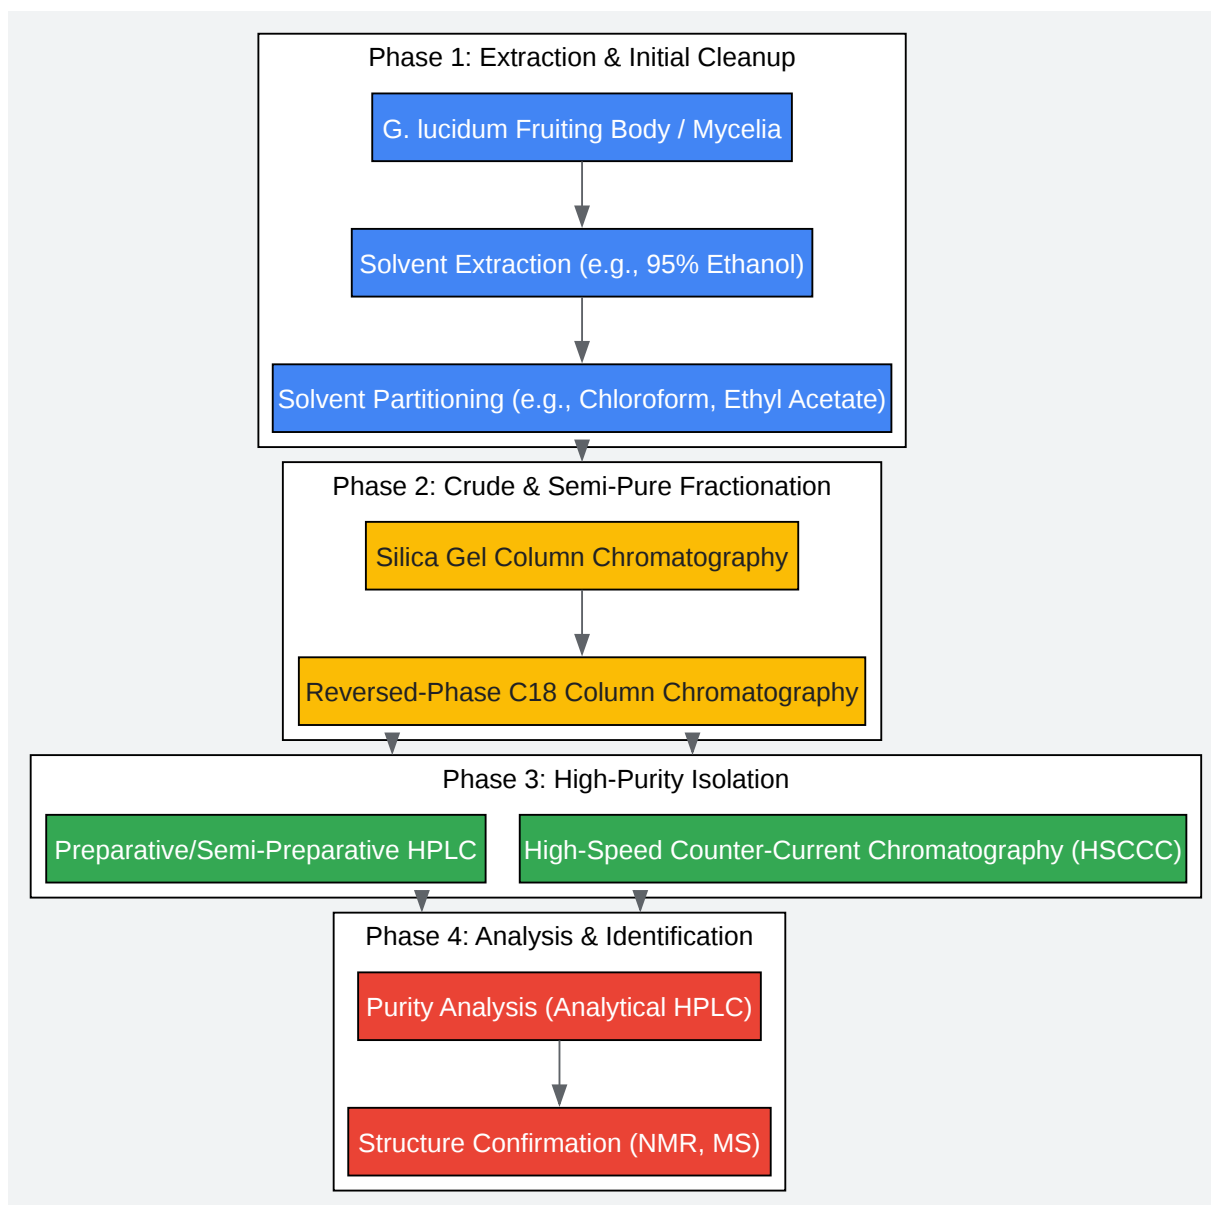 Phase 1: Extraction & Initial Cleanup
G. lucidum Fruiting Body / Mycelia
Solvent Extraction (e.g., 95% Ethanol)
Solvent Partitioning (e.g., Chloroform, Ethyl Acetate)
Phase 2: Crude & Semi-Pure Fractionation
Silica Gel Column Chromatography
Reversed-Phase C18 Column Chromatography
Phase 3: High-Purity Isolation
Preparative/Semi-Preparative HPLC
High-Speed Counter-Current Chromatography (HSCCC)
Phase 4: Analysis & Identification
Purity Analysis (Analytical HPLC)
Structure Confirmation (NMR, MS)